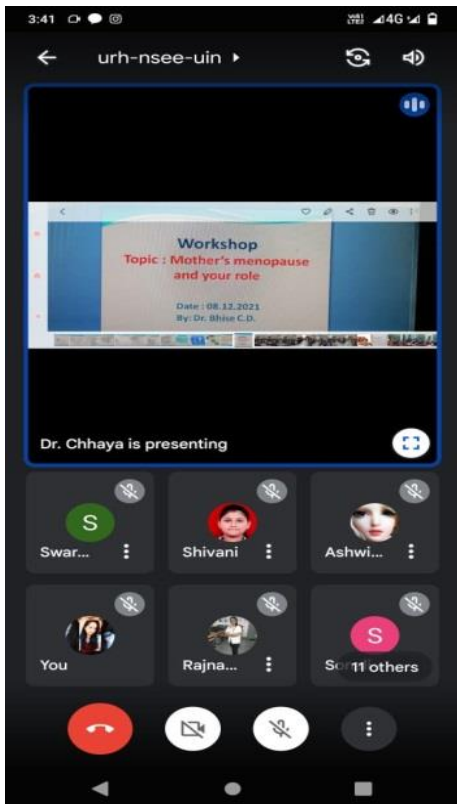 3:41
4G
urh-nsee-uin
Workshop
Topic : Mother's menopause
and your role
Date : 08.12.2021
By: Dr. Bhise C.D.
Dr. Chhaya is presenting
S
Swar...
Shivani
Ashwi...
You
Rajna...
S
11 others